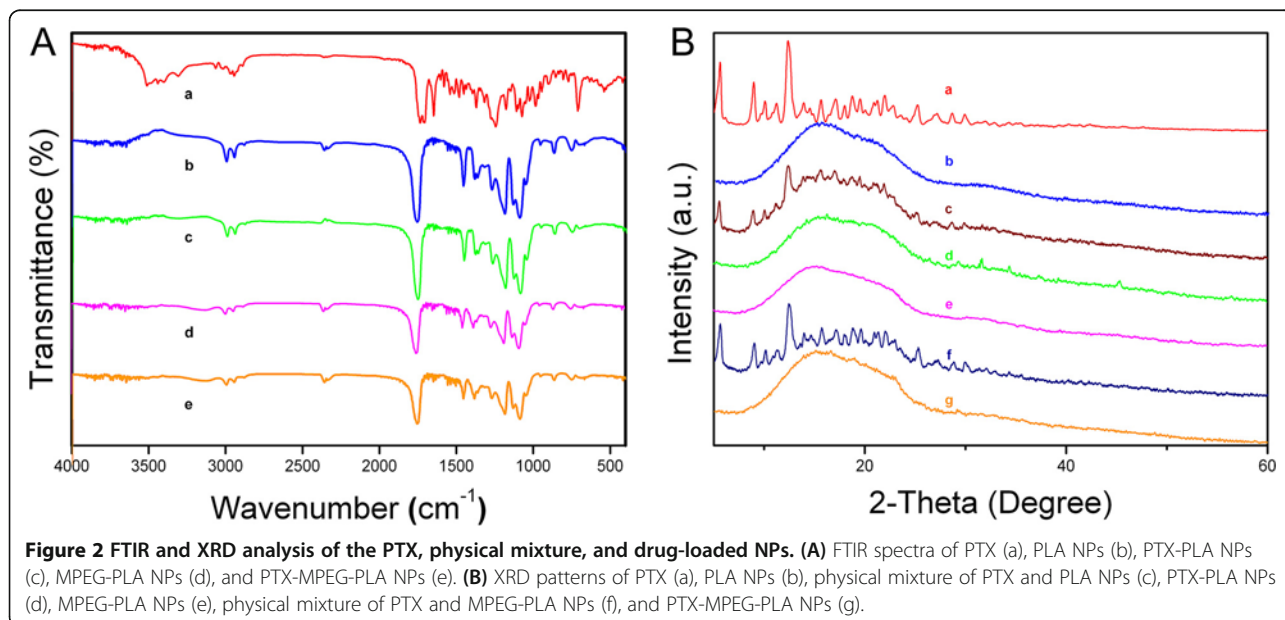 A
a
b
c
d
e
Transmittance (%)
4000 3500 3000 2500 2000 1500 1000 500
Wavenumber (cm⁻¹)
B
a
b
c
d
e
f
g
Intensity (a.u.)
20 40 60
2-Theta (Degree)
Figure 2 FTIR and XRD analysis of the PTX, physical mixture, and drug-loaded NPs. (A) FTIR spectra of PTX (a), PLA NPs (b), PTX-PLA NPs
(c), MPEG-PLA NPs (d), and PTX-MPEG-PLA NPs (e). (B) XRD patterns of PTX (a), PLA NPs (b), physical mixture of PTX and PLA NPs (c), PTX-PLA NPs
(d), MPEG-PLA NPs (e), physical mixture of PTX and MPEG-PLA NPs (f), and PTX-MPEG-PLA NPs (g).